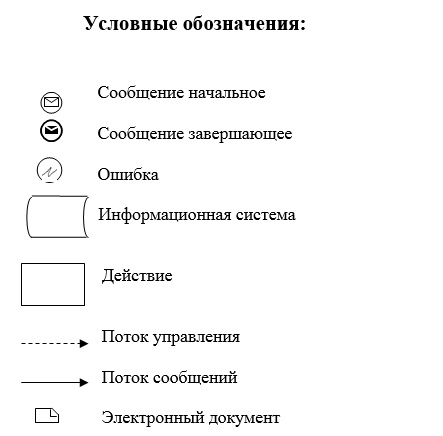 Условные обозначения:
Сообщение начальное
Сообщение завершающее
Ошибка
Информационная система
Действие
Поток управления
Поток сообщений
Электронный документ